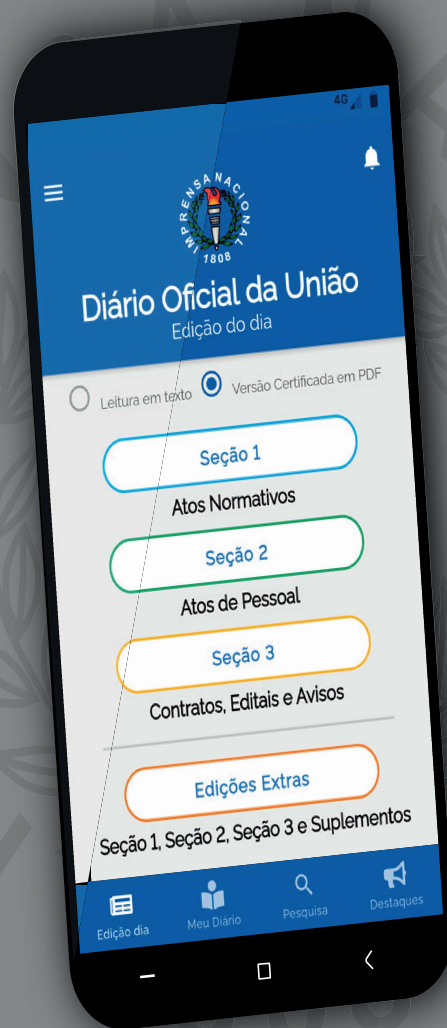 4G
IMPRENSA NACIONAL
1808
Diário Oficial da União
Edição do dia
Leitura em texto Versão Certificada em PDF
Seção 1
Atos Normativos
Seção 2
Atos de Pessoal
Seção 3
Contratos, Editais e Avisos
Edições Extras
Seção 1, Seção 2, Seção 3 e Suplementos
Edição dia Meu Diário Pesquisa Destaques